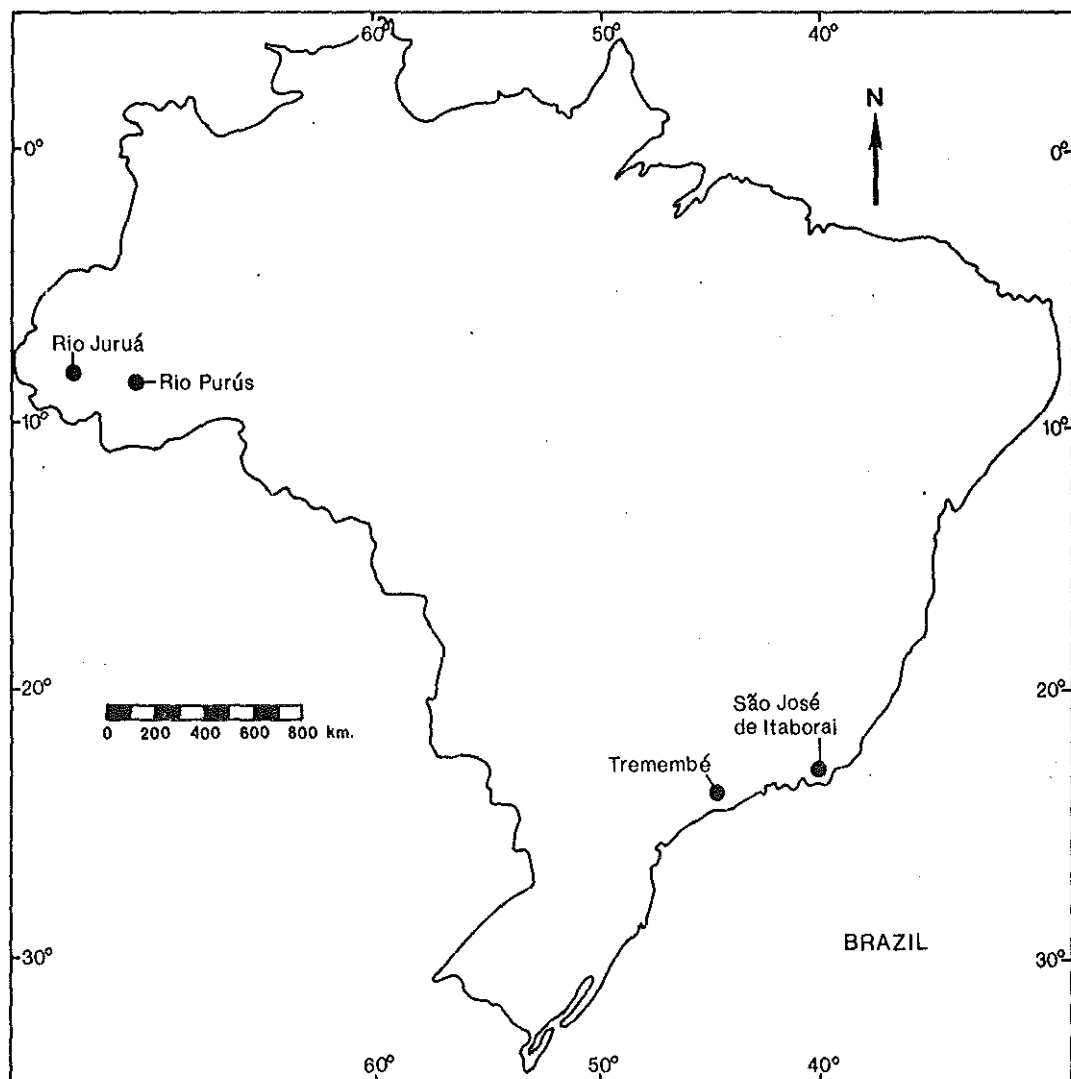 60° 50° 40°
N
0° 0°
Rio Juruá
Rio Purús
10° 10°
20° 20°
São José
de Itaborai
0 200 400 600 800 km.
Tremembé
BRAZIL
30° 30°
60° 50° 40°